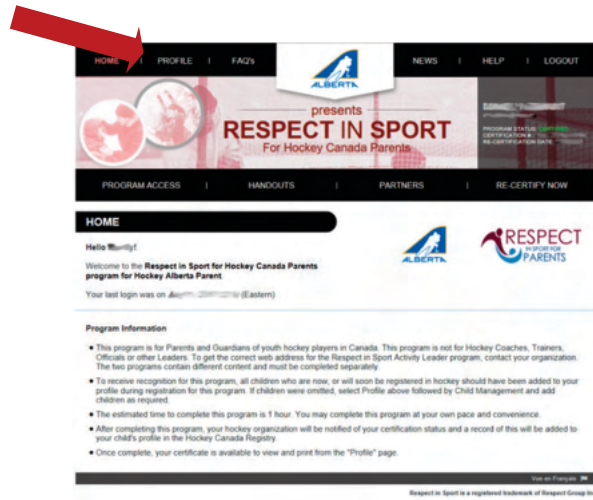 HOME | PROFILE | FAQ's
NEWS | HELP | LOGOUT
ALBERTA
presents
RESPECT IN SPORT
For Hockey Canada Parents
PROGRAM STATUS: CERTIFIED
CERTIFICATION #:
RE-CERTIFICATION DATE:
PROGRAM ACCESS | HANDOUTS | PARTNERS | RE-CERTIFY NOW
HOME
Hello
Welcome to the Respect in Sport for Hockey Canada Parents
program for Hockey Alberta Parent.
Your last login was on (Eastern)
ALBERTA
RESPECT
IN SPORT FOR
PARENTS
Program Information
• This program is for Parents and Guardians of youth hockey players in Canada. This program is not for Hockey Coaches, Trainers,
Officials or other Leaders. To get the correct web address for the Respect in Sport Activity Leader program, contact your organization.
The two programs contain different content and must be completed separately.
• To receive recognition for this program, all children who are now, or will soon be registered in hockey should have been added to your
profile during registration for this program. If children were omitted, select Profile above followed by Child Management and add
children as required.
• The estimated time to complete this program is 1 hour. You may complete this program at your own pace and convenience.
• After completing this program, your hockey organization will be notified of your certification status and a record of this will be added to
your child's profile in the Hockey Canada Registry.
• Once complete, your certificate is available to view and print from the "Profile" page.
Vue en Français
Respect in Sport is a registered trademark of Respect Group In